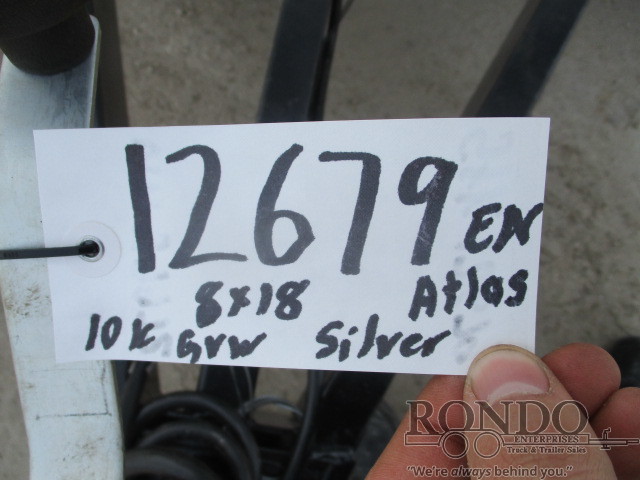 12679 EN
8x18 Atlas
10k GVW Silver
RONDO
ENTERPRISES
Truck & Trailer Sales
"We're always behind you."